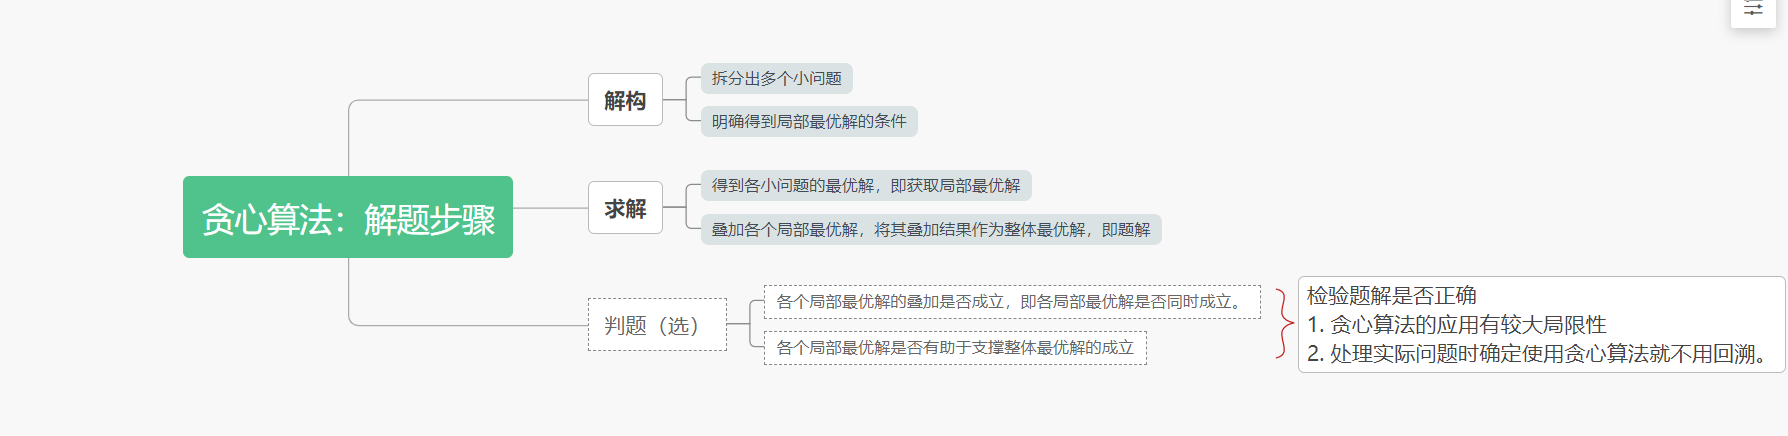 贪心算法：解题步骤
解构
拆分出多个小问题
明确得到局部最优解的条件
求解
得到各小问题的最优解，即获取局部最优解
叠加各个局部最优解，将其叠加结果作为整体最优解，即题解
判题（选）
各个局部最优解的叠加是否成立，即各局部最优解是否同时成立。
各个局部最优解是否有助于支撑整体最优解的成立
检验题解是否正确
1. 贪心算法的应用有较大局限性
2. 处理实际问题时确定使用贪心算法就不用回溯。